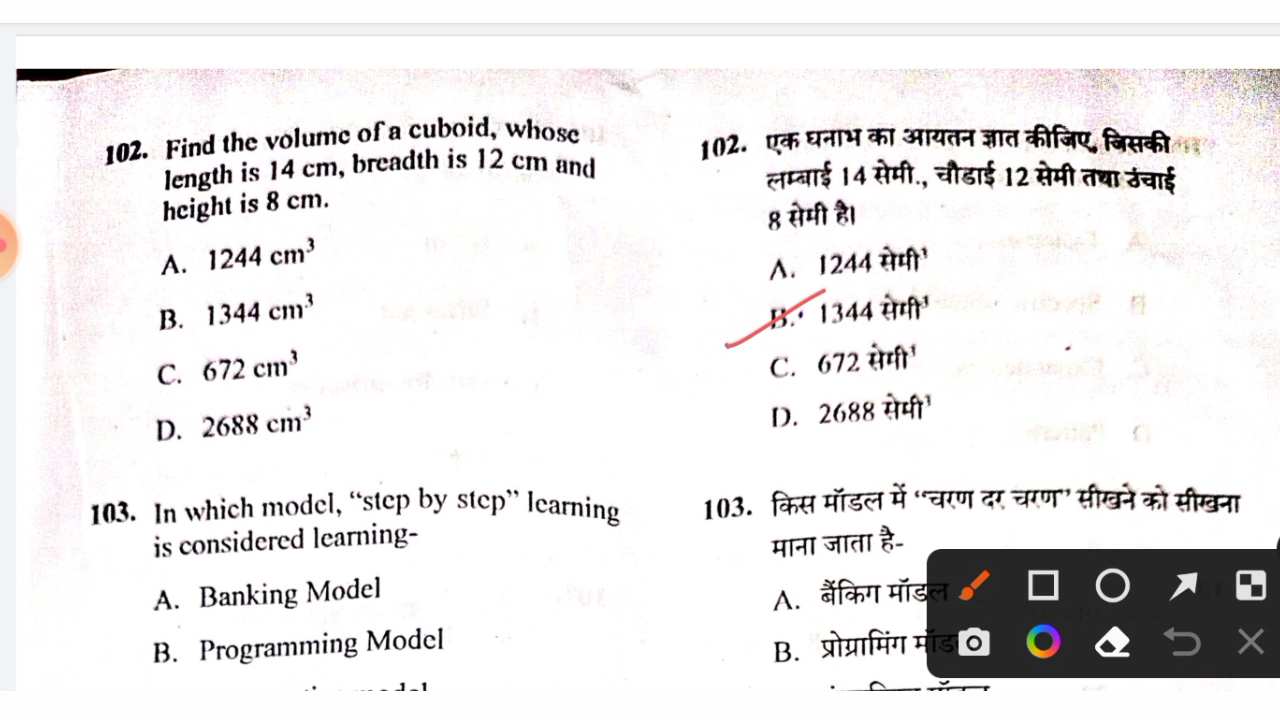 102. Find the volume of a cuboid, whose
length is 14 cm, breadth is 12 cm and
height is 8 cm.
A. 1244 cm³
B. 1344 cm³
C. 672 cm³
D. 2688 cm³
103. In which model, “step by step” learning
is considered learning-
A. Banking Model
B. Programming Model
102. एक घनाभ का आयतन ज्ञात कीजिए, जिसकी
लम्बाई 14 सेमी., चौडाई 12 सेमी तथा उंचाई
8 सेमी है।
A. 1244 सेमी³
B. 1344 सेमी³
C. 672 सेमी³
D. 2688 सेमी³
103. किस मॉडल में “चरण दर चरण” सीखने को सीखना
माना जाता है-
A. बैंकिग मॉडल
B. प्रोग्रामिंग